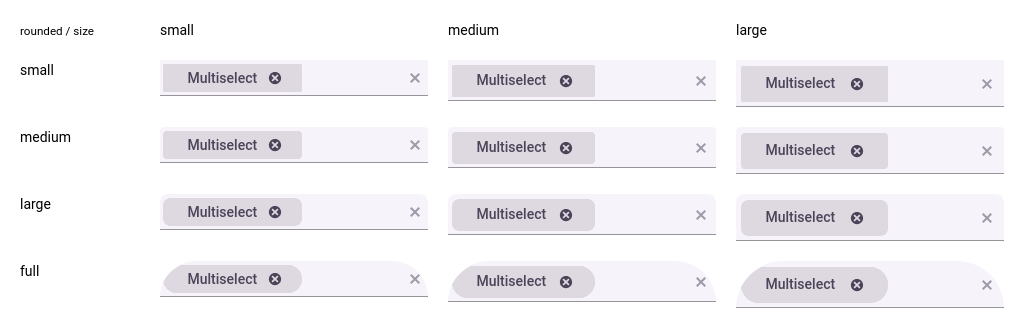 rounded / size small medium large
small Multiselect Multiselect Multiselect
medium Multiselect Multiselect Multiselect
large Multiselect Multiselect Multiselect
full Multiselect Multiselect Multiselect